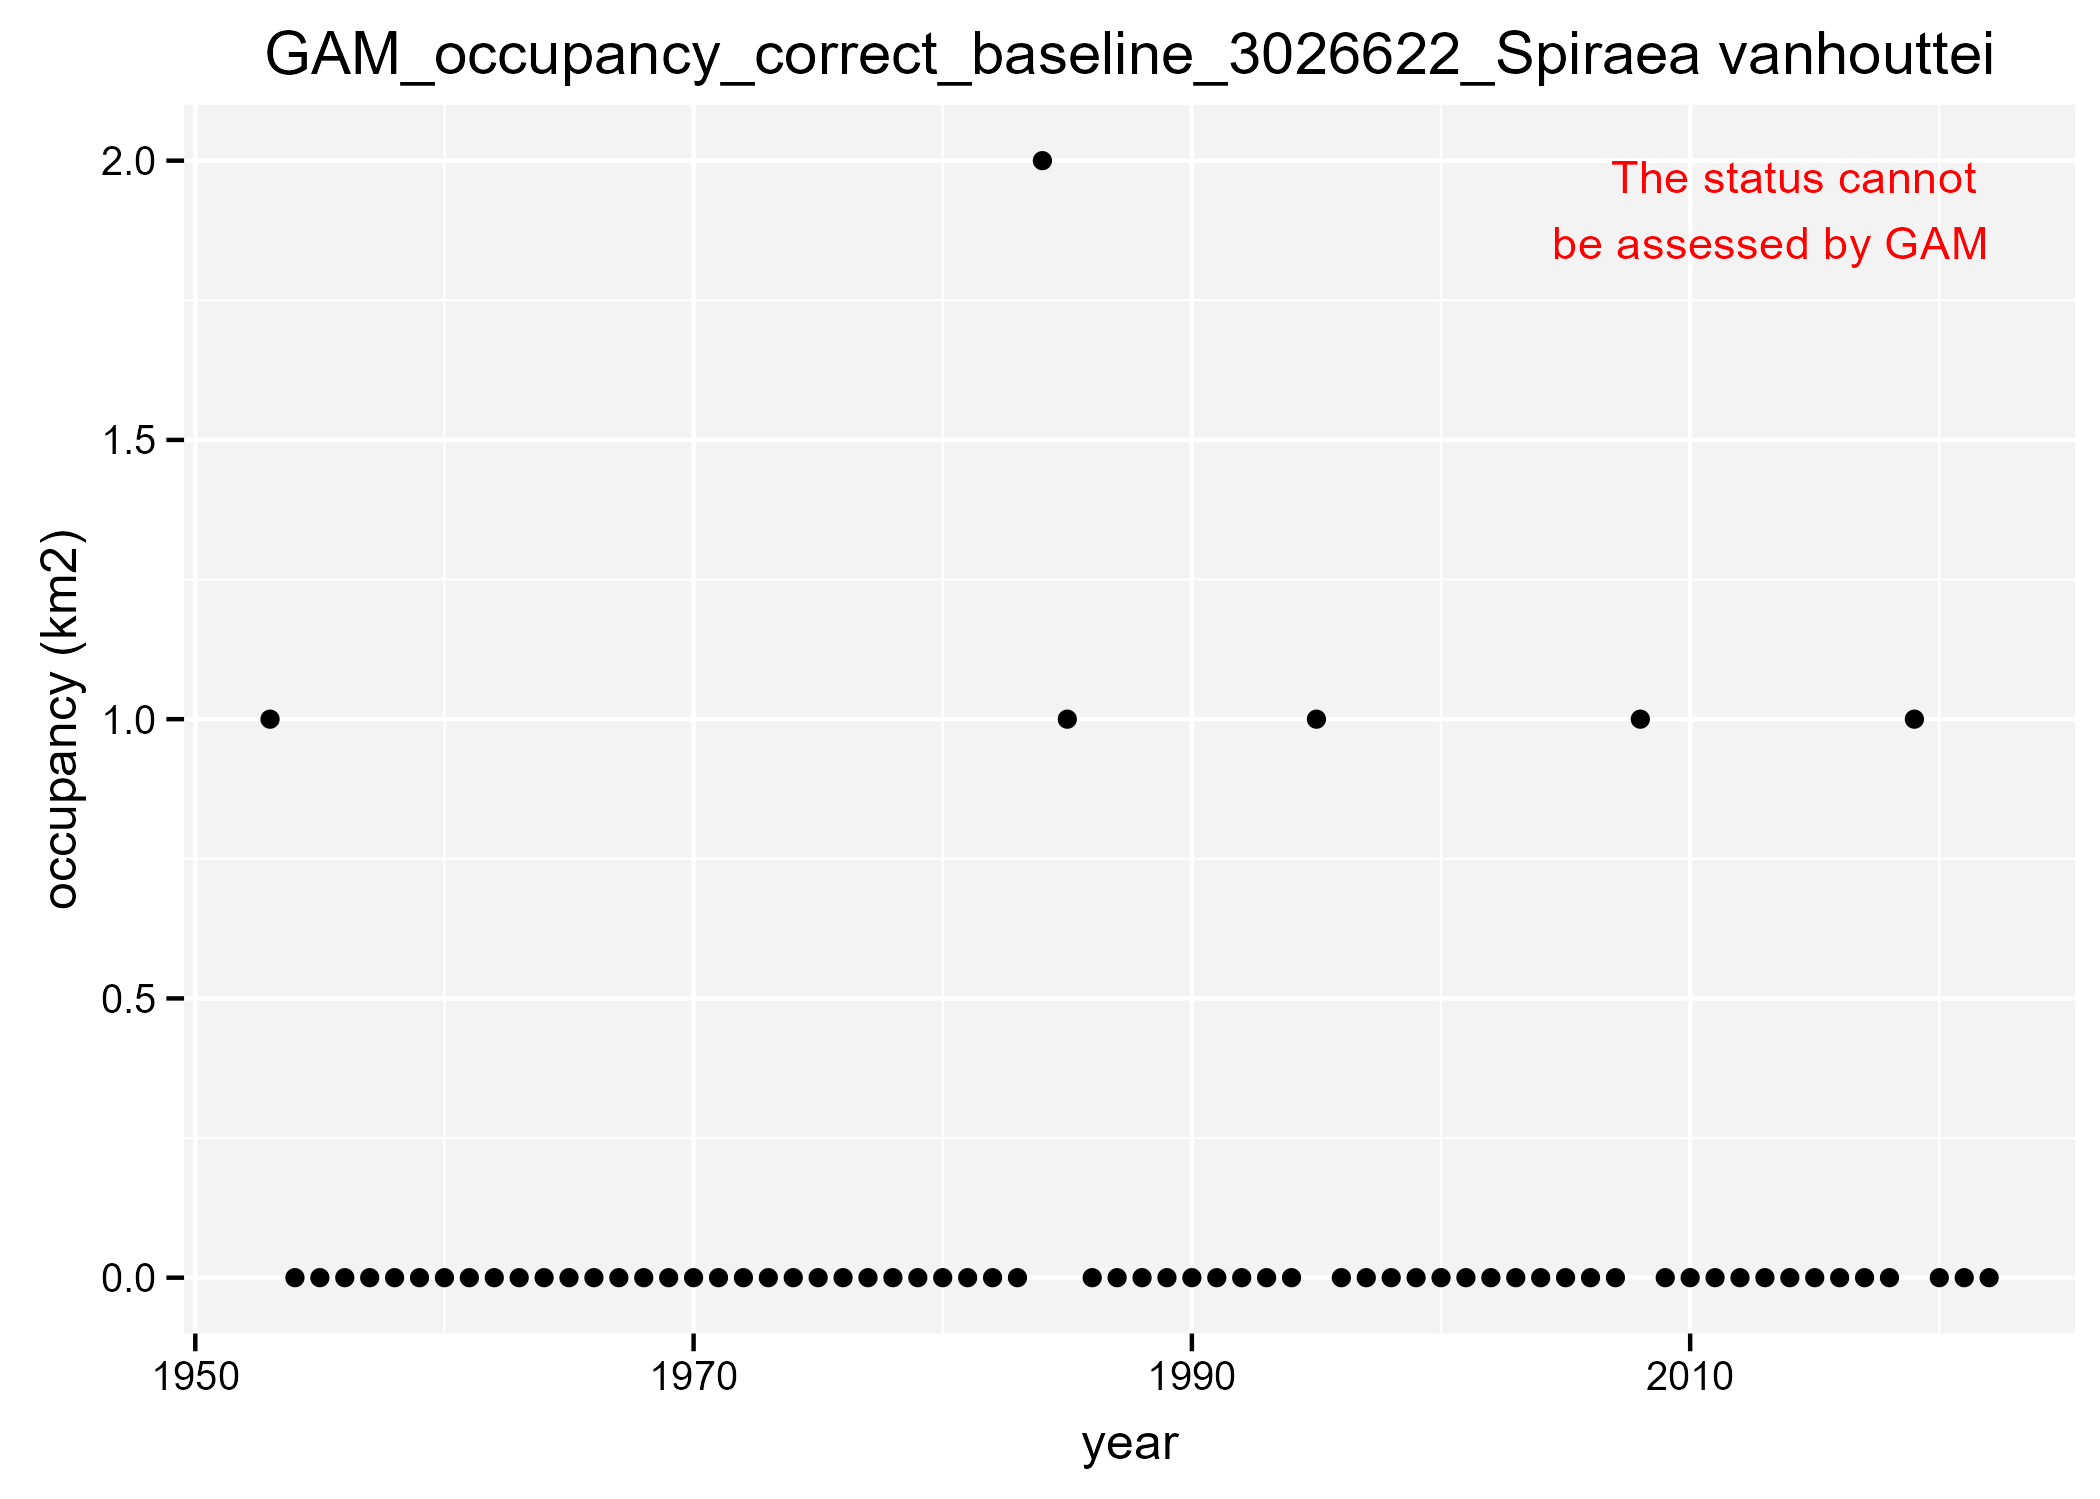 GAM_occupancy_correct_baseline_3026622_Spiraea vanhouttei
The status cannot
be assessed by GAM
2.0
1.5
1.0
0.5
0.0
occupancy (km2)
1950 1970 1990 2010
year